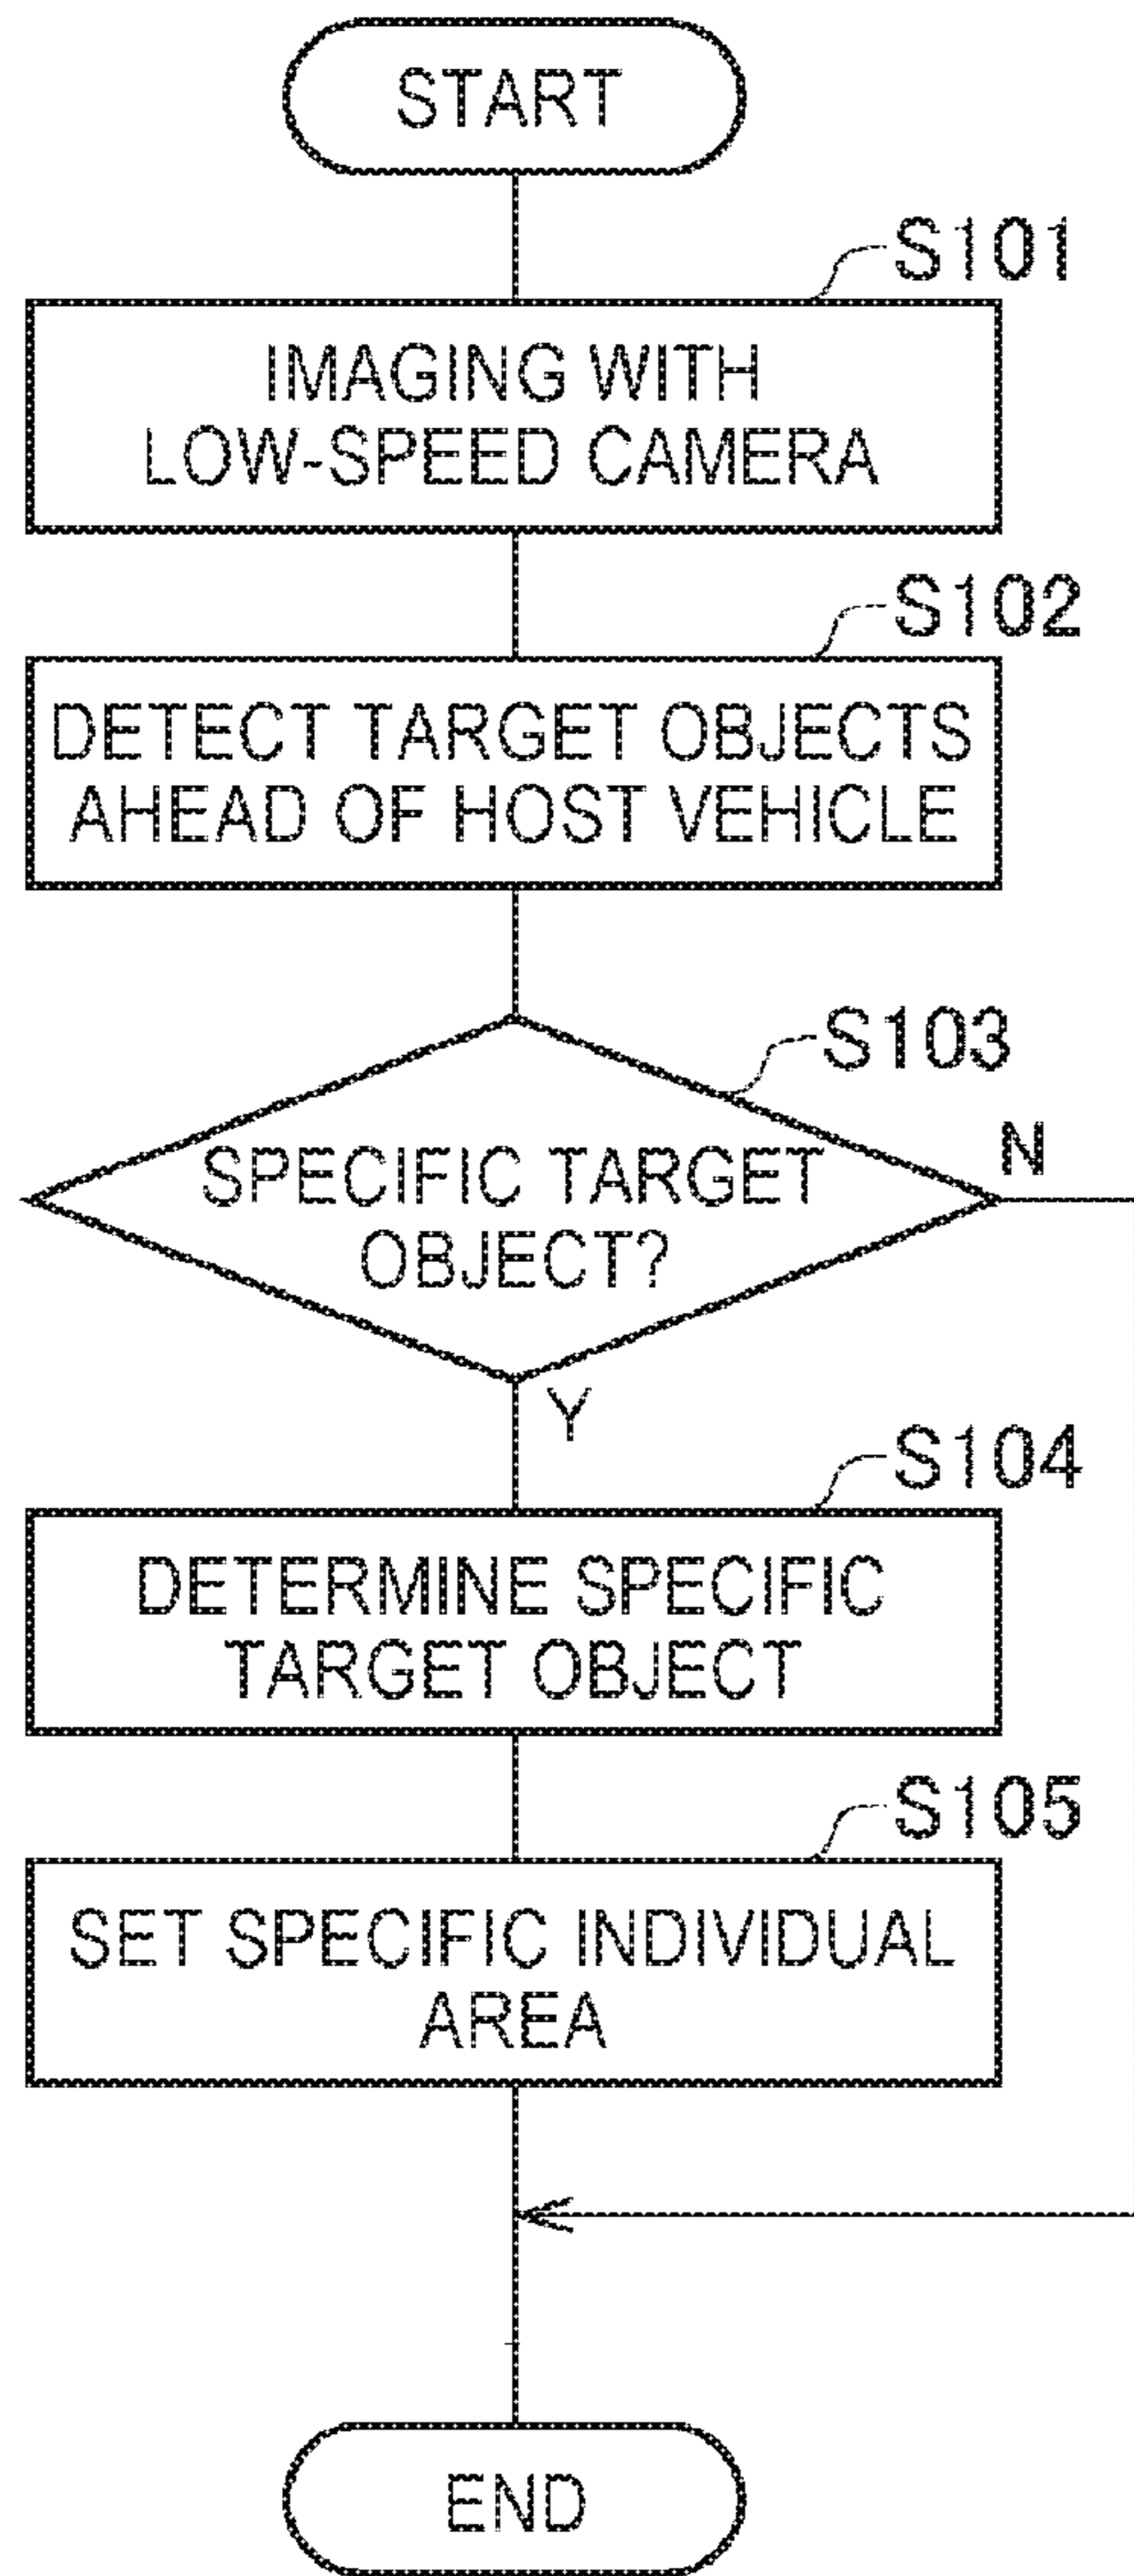 START
S101
IMAGING WITH
LOW-SPEED CAMERA
S102
DETECT TARGET OBJECTS
AHEAD OF HOST VEHICLE
S103
SPECIFIC TARGET
OBJECT?
N
Y
S104
DETERMINE SPECIFIC
TARGET OBJECT
S105
SET SPECIFIC INDIVIDUAL
AREA
END